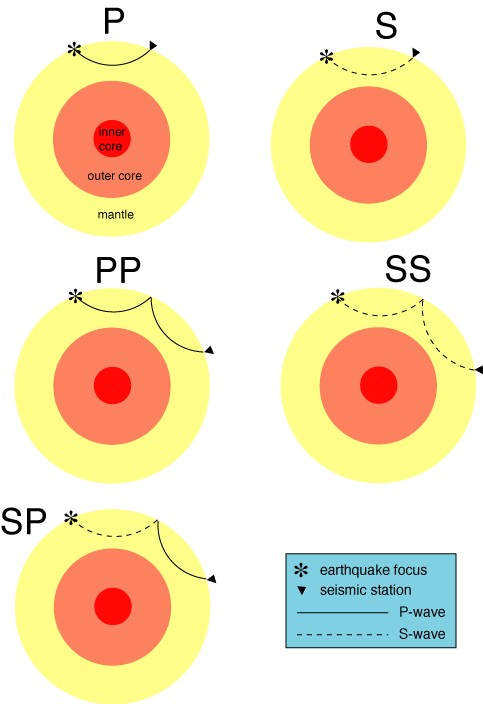 P
S
inner
core
outer core
mantle
PP
SS
SP
earthquake focus
seismic station
P-wave
S-wave